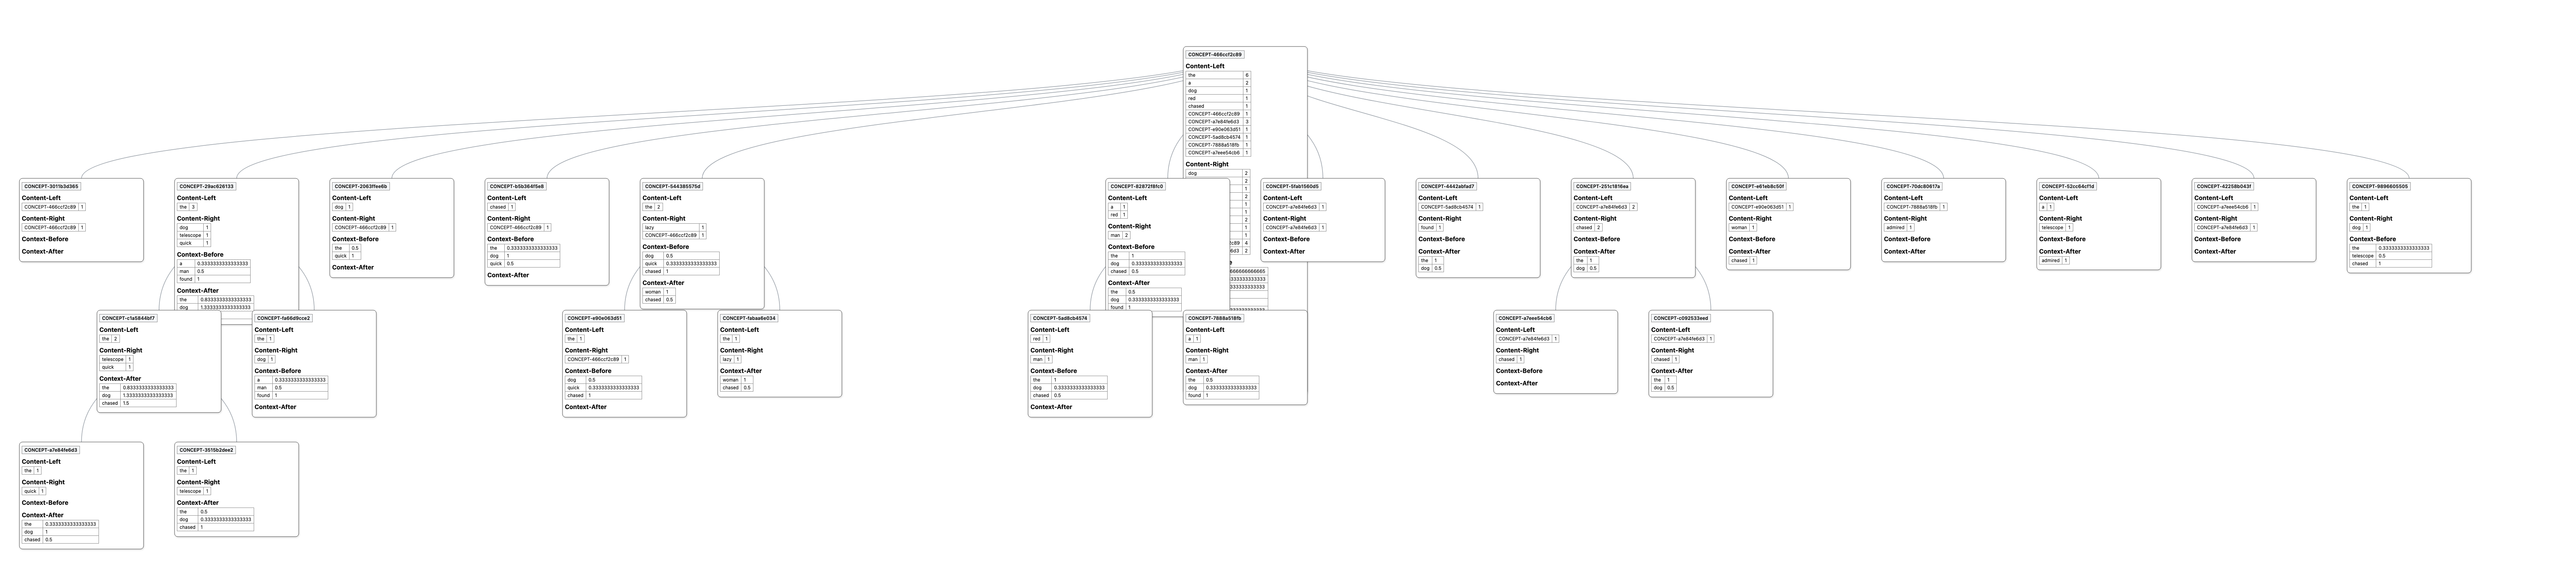 CONCEPT-466ccf2c89
Content-Left
the 6
a 2
dog 1
red 1
chased 1
CONCEPT-466ccf2c89 1
CONCEPT-a7e84fe6d3 3
CONCEPT-e90e063d51 1
CONCEPT-5ad8cb4574 1
CONCEPT-7888a518fb 1
CONCEPT-a7eee54cb6 1
Content-Right
dog 2
2
1
2
1
1
2
1
1
4
2
CONCEPT-3011b3d365
Content-Left
CONCEPT-466ccf2c89 1
Content-Right
CONCEPT-466ccf2c89 1
Context-Before
Context-After
CONCEPT-29ac626133
Content-Left
the 3
Content-Right
dog 1
telescope 1
quick 1
Context-Before
a 0.3333333333333333
man 0.5
found 1
Context-After
the 0.8333333333333333
dog 1.3333333333333333
CONCEPT-2063ffee6b
Content-Left
dog 1
Content-Right
CONCEPT-466ccf2c89 1
Context-Before
the 0.5
quick 1
Context-After
CONCEPT-b5b364f5e8
Content-Left
chased 1
Content-Right
CONCEPT-466ccf2c89 1
Context-Before
the 0.3333333333333333
dog 1
quick 0.5
Context-After
CONCEPT-544385575d
Content-Left
the 2
Content-Right
lazy 1
CONCEPT-466ccf2c89 1
Context-Before
dog 0.5
quick 0.3333333333333333
chased 1
Context-After
woman 1
chased 0.5
CONCEPT-82872f8fc0
Content-Left
a 1
red 1
Content-Right
man 2
Context-Before
the 1
dog 0.3333333333333333
chased 0.5
Context-After
the 0.5
dog 0.3333333333333333
found 1
CONCEPT-5fab1560d5
Content-Left
CONCEPT-a7e84fe6d3 1
Content-Right
CONCEPT-a7e84fe6d3 1
Context-Before
Context-After
CONCEPT-4442abfad7
Content-Left
CONCEPT-5ad8cb4574 1
Content-Right
found 1
Context-Before
Context-After
the 1
dog 0.5
CONCEPT-251c1816ea
Content-Left
CONCEPT-a7e84fe6d3 2
Content-Right
chased 2
Context-Before
Context-After
the 1
dog 0.5
CONCEPT-e61eb8c50f
Content-Left
CONCEPT-e90e063d51 1
Content-Right
woman 1
Context-Before
chased 1
Context-After
CONCEPT-70dc80617a
Content-Left
CONCEPT-7888a518fb 1
Content-Right
admired 1
Context-Before
Context-After
CONCEPT-52cc64cf1d
Content-Left
a 1
Content-Right
telescope 1
Context-Before
admired 1
Context-After
CONCEPT-42258b043f
Content-Left
CONCEPT-a7eee54cb6 1
Content-Right
CONCEPT-a7e84fe6d3 1
Context-Before
Context-After
CONCEPT-9896605505
Content-Left
the 1
Content-Right
dog 1
Context-Before
the 0.3333333333333333
telescope 0.5
chased 1
CONCEPT-c1a5844bf7
Content-Left
the 2
Content-Right
telescope 1
quick 1
Context-After
the 0.8333333333333333
dog 1.3333333333333333
chased 1.5
CONCEPT-fa66d9cce2
Content-Left
the 1
Content-Right
dog 1
Context-Before
a 0.3333333333333333
man 0.5
found 1
Context-After
CONCEPT-e90e063d51
Content-Left
the 1
Content-Right
CONCEPT-466ccf2c89 1
Context-Before
dog 0.5
quick 0.3333333333333333
chased 1
Context-After
CONCEPT-fabaa6e034
Content-Left
the 1
Content-Right
lazy 1
Context-After
woman 1
chased 0.5
CONCEPT-5ad8cb4574
Content-Left
red 1
Content-Right
man 1
Context-Before
the 1
dog 0.3333333333333333
chased 0.5
Context-After
CONCEPT-7888a518fb
Content-Left
a 1
Content-Right
man 1
Context-After
the 0.5
dog 0.3333333333333333
found 1
CONCEPT-a7eee54cb6
Content-Left
CONCEPT-a7e84fe6d3 1
Content-Right
chased 1
Context-Before
Context-After
CONCEPT-c092533eed
Content-Left
CONCEPT-a7e84fe6d3 1
Content-Right
chased 1
Context-After
the 1
dog 0.5
CONCEPT-a7e84fe6d3
Content-Left
the 1
Content-Right
quick 1
Context-Before
Context-After
the 0.3333333333333333
dog 1
chased 0.5
CONCEPT-3515b2dee2
Content-Left
the 1
Content-Right
telescope 1
Context-After
the 0.5
dog 0.3333333333333333
chased 1